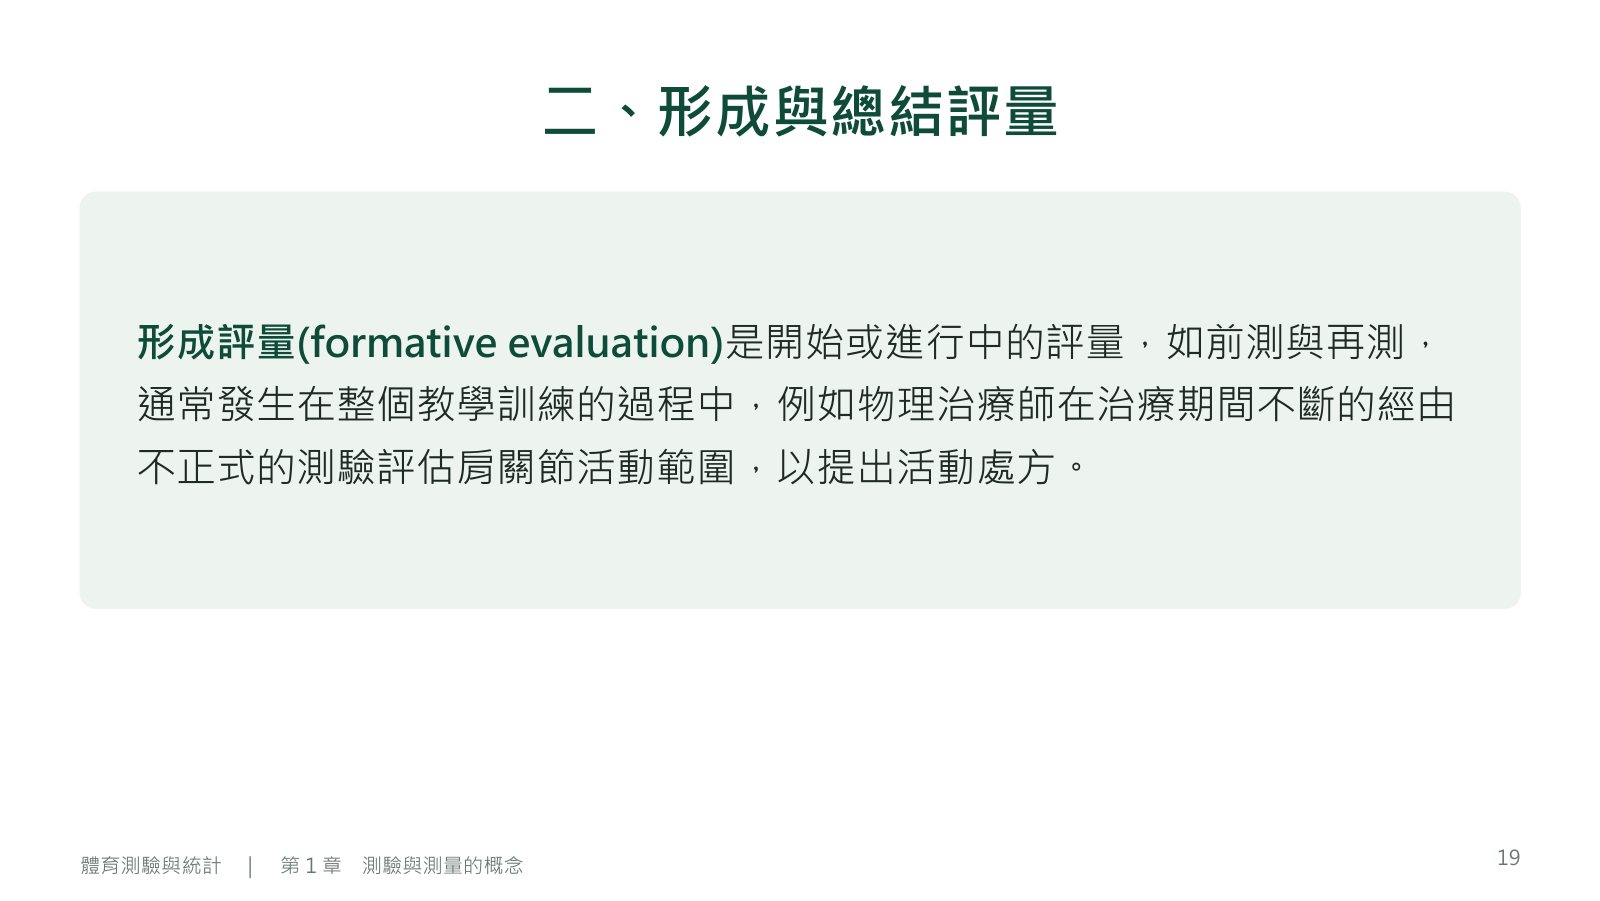 二、形成與總結評量
形成評量(formative evaluation)是開始或進行中的評量，如前測與再測，
通常發生在整個教學訓練的過程中，例如物理治療師在治療期間不斷的經由
不正式的測驗評估肩關節活動範圍，以提出活動處方。
體育測驗與統計　|　第 1 章　測驗與測量的概念
19